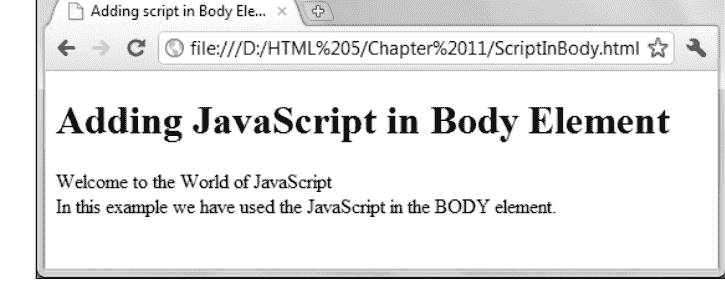 Adding script in Body Ele...
file:///D:/HTML%205/Chapter%2011/ScriptInBody.html
Adding JavaScript in Body Element
Welcome to the World of JavaScript
In this example we have used the JavaScript in the BODY element.